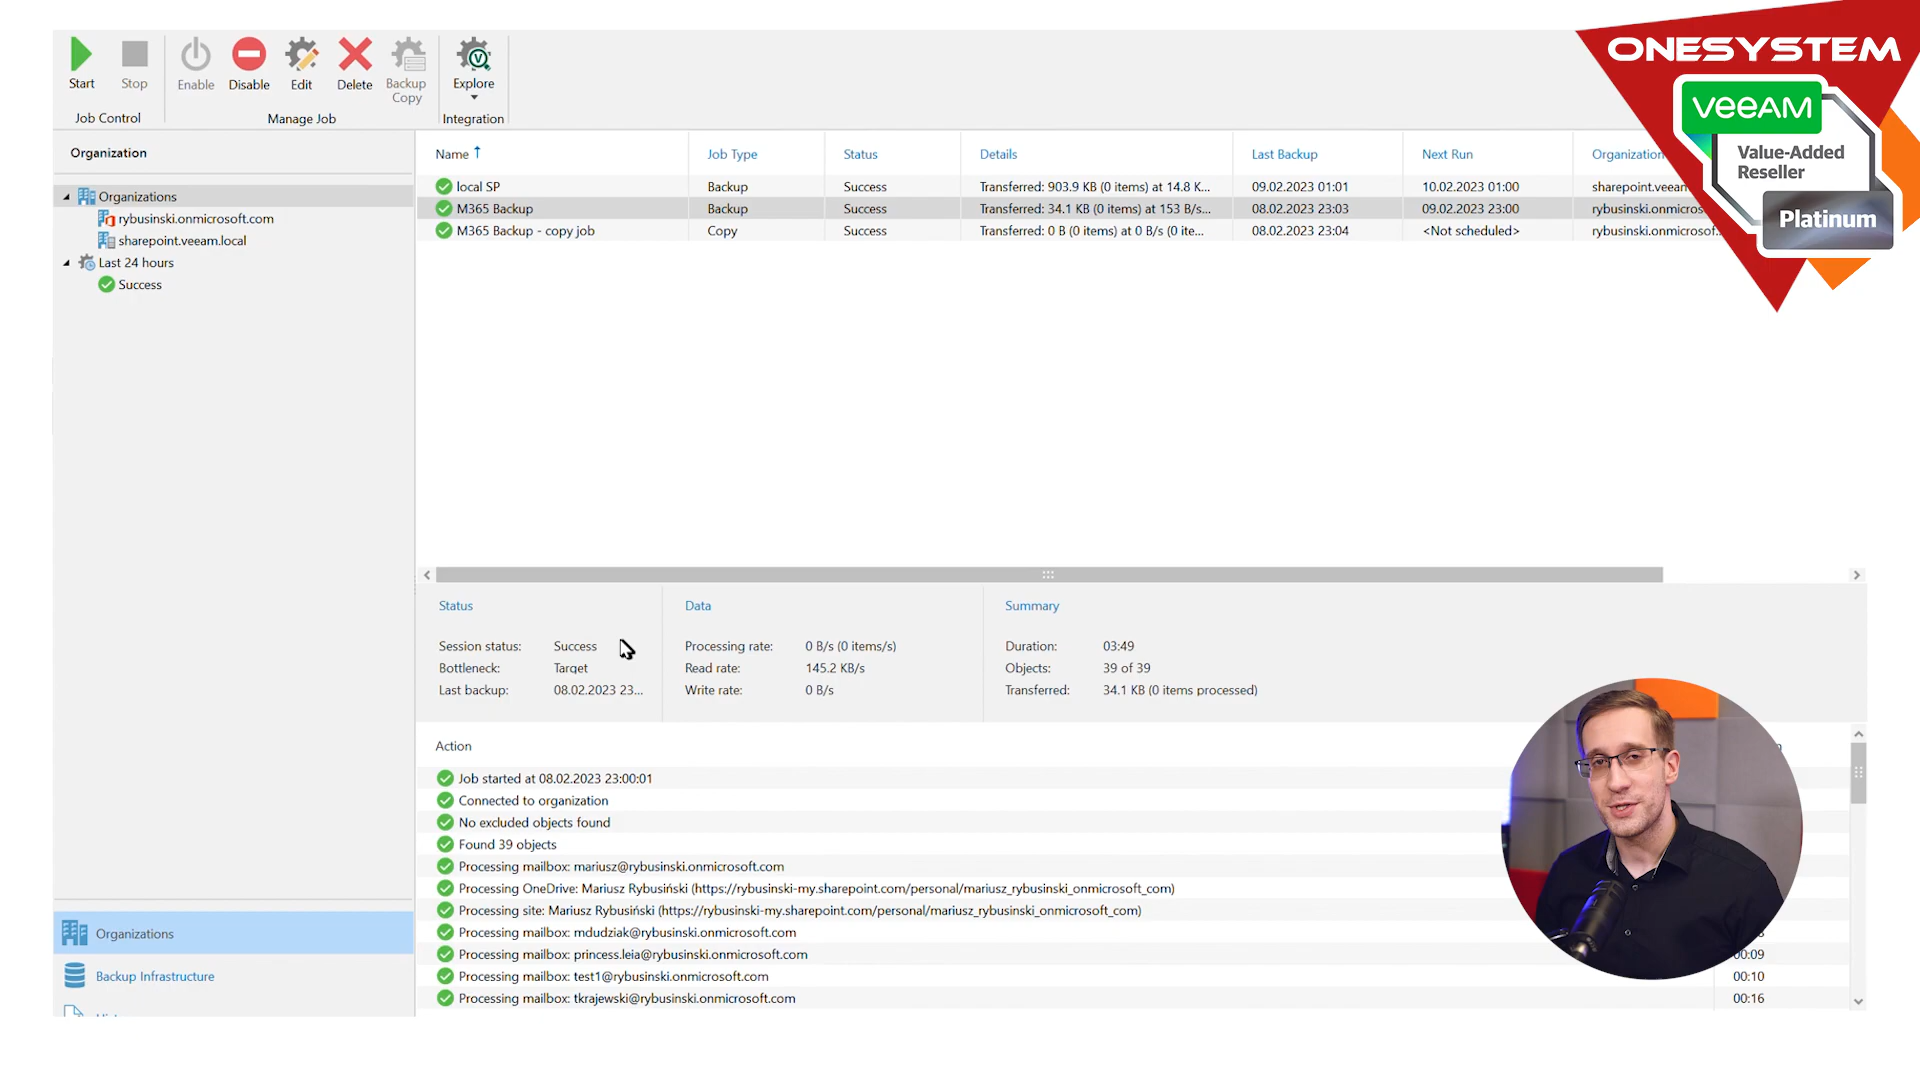 ONESYSTEM
veeAM
Value-Added
Reseller
Platinum
Start
Stop
Enable
Disable
Edit
Delete
Backup
Copy
Explore
Job Control
Manage Job
Integration
Organization
Organizations
rybusinski.onmicrosoft.com
sharepoint.veeam.local
Last 24 hours
Success
Name Job Type Status Details Last Backup Next Run Organization
local SP Backup Success Transferred: 903.9 KB (0 items) at 14.8 K... 09.02.2023 01:01 10.02.2023 01:00 sharepoint.veeam
M365 Backup Backup Success Transferred: 34.1 KB (0 items) at 153 B/s... 08.02.2023 23:03 09.02.2023 23:00 rybusinski.onmicros
M365 Backup - copy job Copy Success Transferred: 0 B (0 items) at 0 B/s (0 ite... 08.02.2023 23:04 <Not scheduled> rybusinski.onmicrosof...
Status
Session status: Success
Bottleneck: Target
Last backup: 08.02.2023 23...
Data
Processing rate: 0 B/s (0 items/s)
Read rate: 145.2 KB/s
Write rate: 0 B/s
Summary
Duration: 03:49
Objects: 39 of 39
Transferred: 34.1 KB (0 items processed)
Action
Job started at 08.02.2023 23:00:01
Connected to organization
No excluded objects found
Found 39 objects
Processing mailbox: mariusz@rybusinski.onmicrosoft.com
Processing OneDrive: Mariusz Rybusiński (https://rybusinski-my.sharepoint.com/personal/mariusz_rybusinski_onmicrosoft_com)
Processing site: Mariusz Rybusiński (https://rybusinski-my.sharepoint.com/personal/mariusz_rybusinski_onmicrosoft_com)
Processing mailbox: mdudziak@rybusinski.onmicrosoft.com
Processing mailbox: princess.leia@rybusinski.onmicrosoft.com 00:09
Processing mailbox: test1@rybusinski.onmicrosoft.com 00:10
Processing mailbox: tkrajewski@rybusinski.onmicrosoft.com 00:16
Organizations
Backup Infrastructure